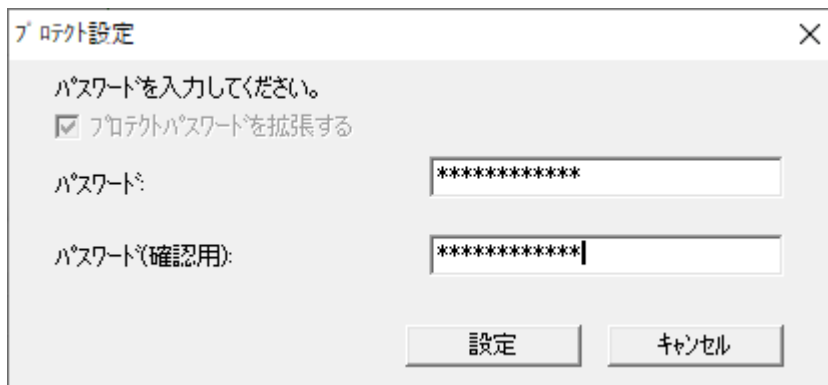 ﾌﾟﾛﾃｸﾄ設定
ﾊﾟｽﾜｰﾄﾞを入力してください。
ﾌﾟﾛﾃｸﾄﾊﾟｽﾜｰﾄﾞを拡張する
ﾊﾟｽﾜｰﾄﾞ:
************
ﾊﾟｽﾜｰﾄﾞ(確認用):
************
設定 ｷｬﾝｾﾙ